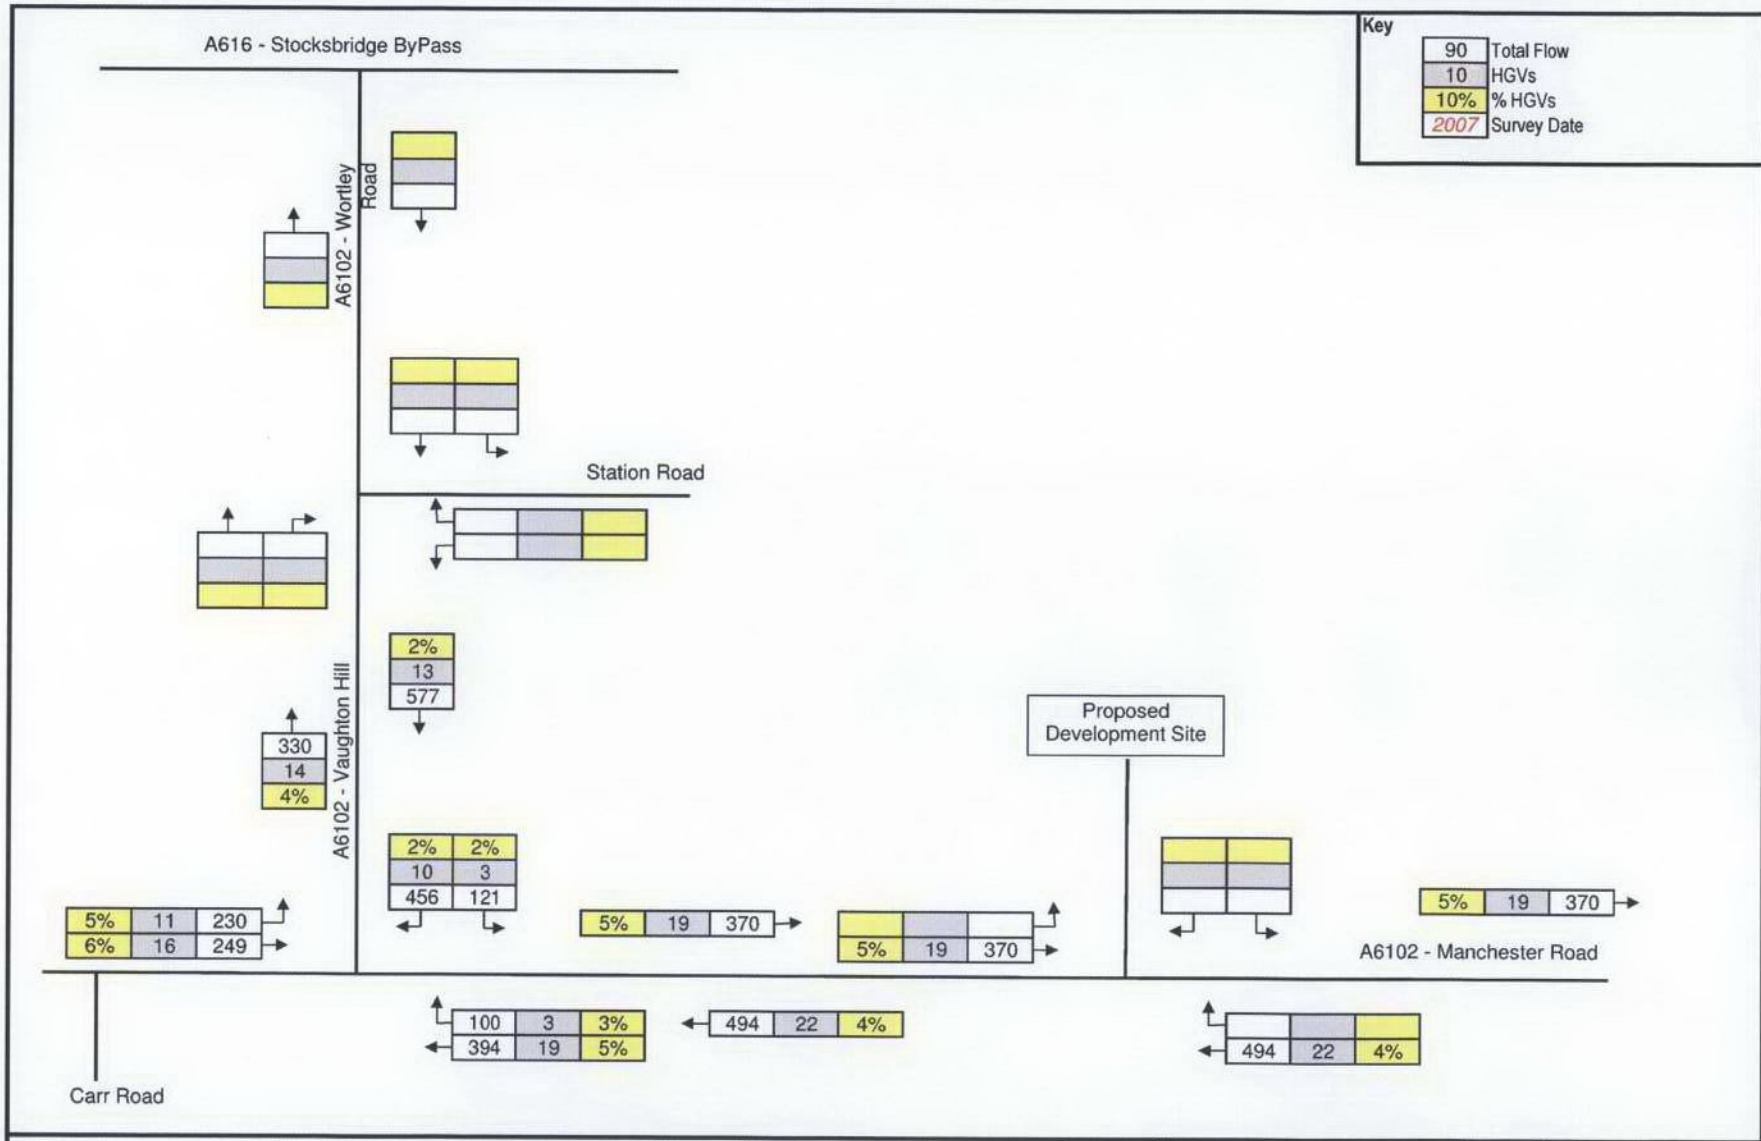 Key
90 Total Flow
10 HGVs
10% % HGVs
2007 Survey Date
A616 - Stocksbridge ByPass
A6102 - Wortley
Road
Station Road
2%
13
577
A6102 - Vaughton Hill
330
14
4%
Proposed
Development Site
2% 2%
10 3
456 121
5% 11 230
6% 16 249
5% 19 370
5% 19 370
5% 19 370
A6102 - Manchester Road
100 3 3%
394 19 5%
494 22 4%
494 22 4%
Carr Road